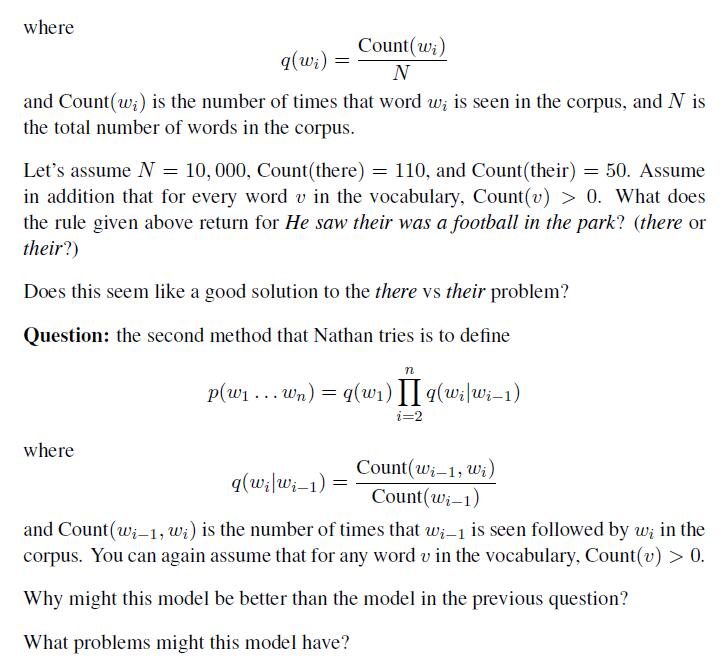 where
q(w_i) = Count(w_i) / N
and Count(w_i) is the number of times that word w_i is seen in the corpus, and N is
the total number of words in the corpus.
Let's assume N = 10,000, Count(there) = 110, and Count(their) = 50. Assume
in addition that for every word v in the vocabulary, Count(v) > 0. What does
the rule given above return for He saw their was a football in the park? (there or
their?)
Does this seem like a good solution to the there vs their problem?
Question: the second method that Nathan tries is to define
p(w_1 ... w_n) = q(w_1) ∏_{i=2}^{n} q(w_i|w_{i−1})
where
q(w_i|w_{i−1}) = Count(w_{i−1}, w_i) / Count(w_{i−1})
and Count(w_{i−1}, w_i) is the number of times that w_{i−1} is seen followed by w_i in the
corpus. You can again assume that for any word v in the vocabulary, Count(v) > 0.
Why might this model be better than the model in the previous question?
What problems might this model have?